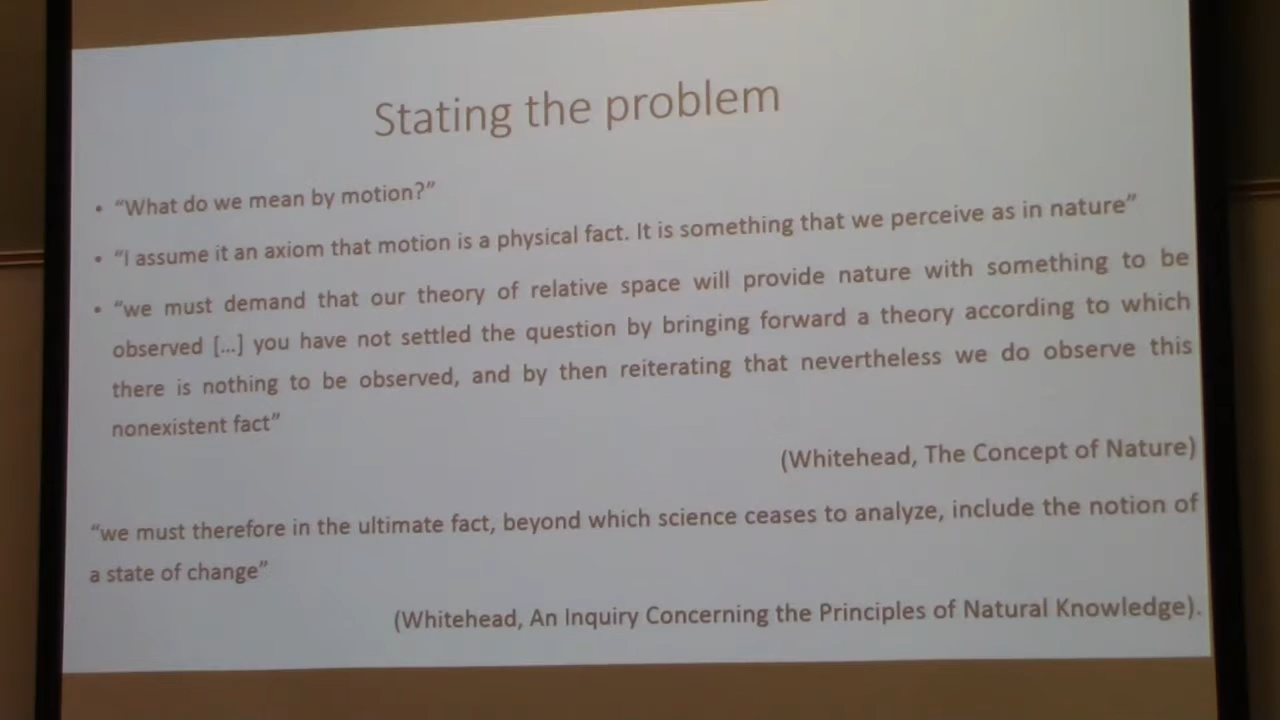 Stating the problem
• “What do we mean by motion?”
• “I assume it an axiom that motion is a physical fact. It is something that we perceive as in nature”
• “we must demand that our theory of relative space will provide nature with something to be
observed [...] you have not settled the question by bringing forward a theory according to which
there is nothing to be observed, and by then reiterating that nevertheless we do observe this
nonexistent fact”
(Whitehead, The Concept of Nature)
“we must therefore in the ultimate fact, beyond which science ceases to analyze, include the notion of
a state of change”
(Whitehead, An Inquiry Concerning the Principles of Natural Knowledge).